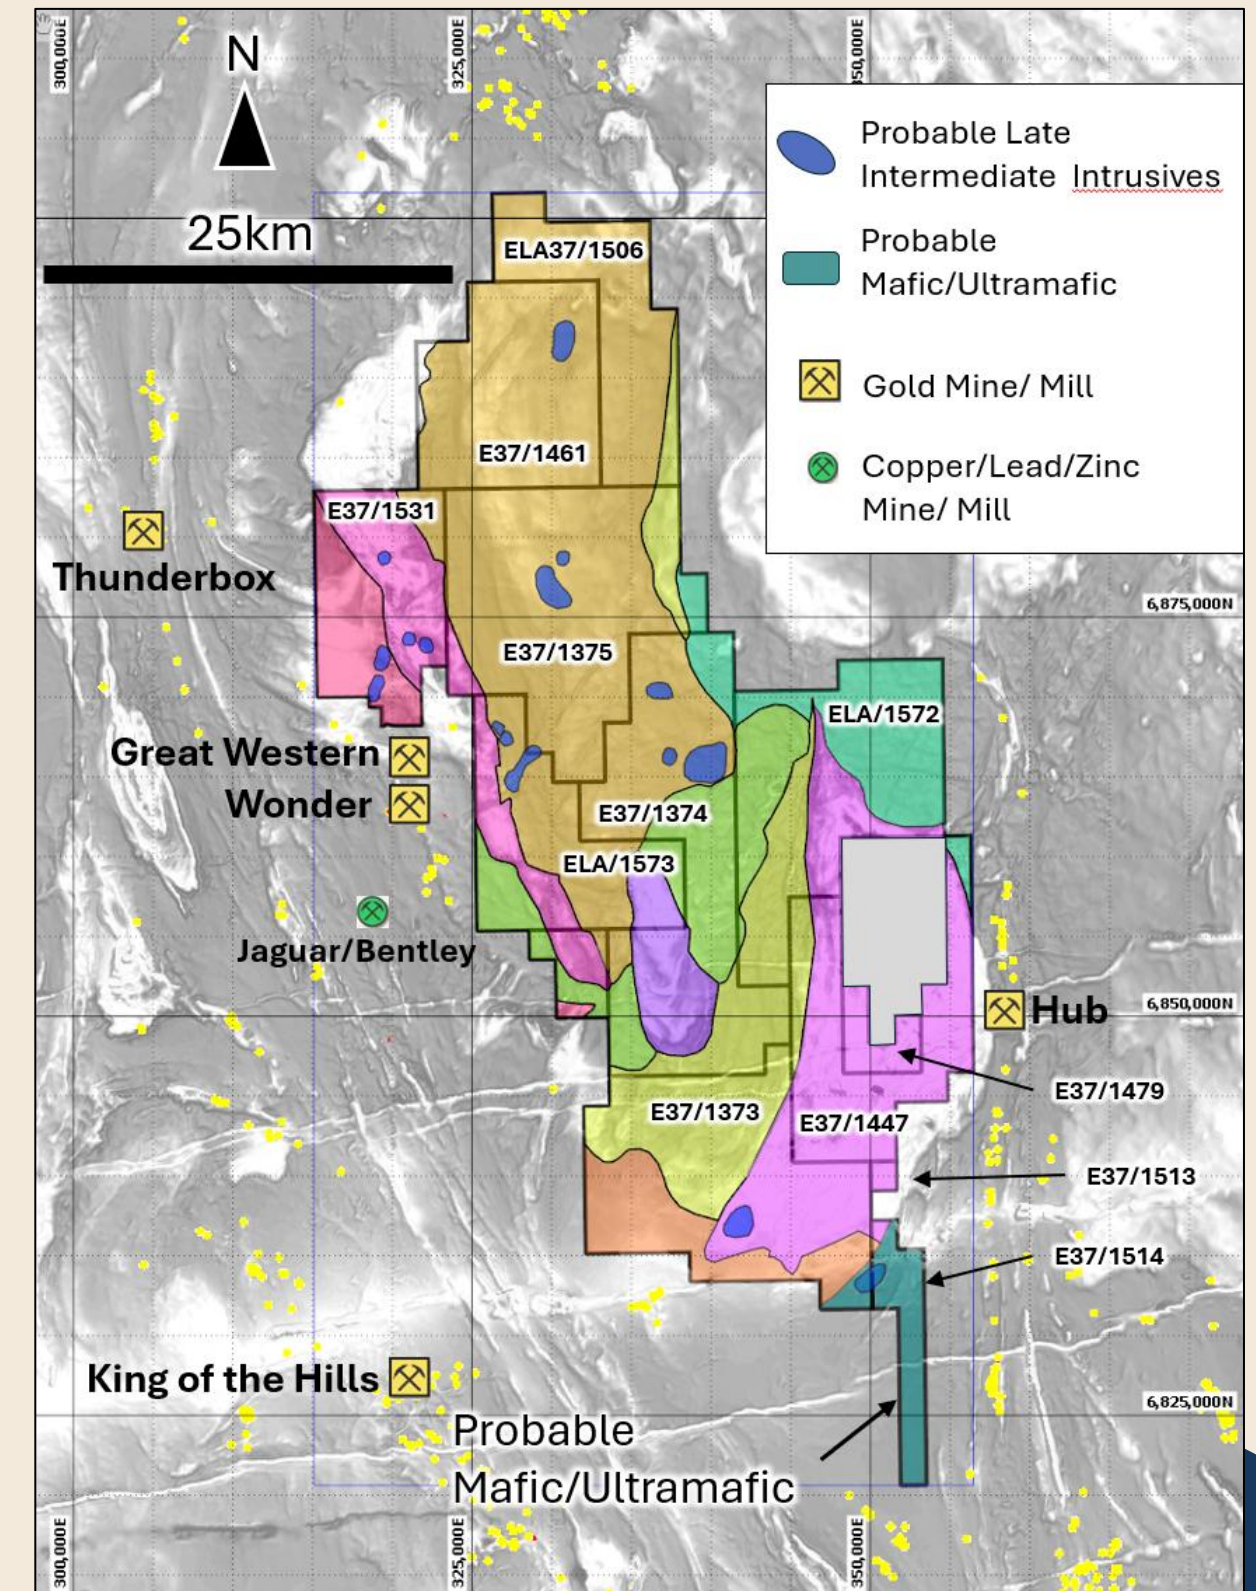 300,000E
325,000E
350,000E
N
25km
Probable Late
Intermediate Intrusives
Probable
Mafic/Ultramafic
Gold Mine/ Mill
Copper/Lead/Zinc
Mine/ Mill
ELA37/1506
E37/1461
E37/1531
Thunderbox
6,875,000N
E37/1375
ELA/1572
Great Western
Wonder
E37/1374
ELA/1573
Jaguar/Bentley
6,850,000N
Hub
E37/1479
E37/1373
E37/1447
E37/1513
E37/1514
King of the Hills
6,825,000N
Probable
Mafic/Ultramafic
300,000E
325,000E
350,000E